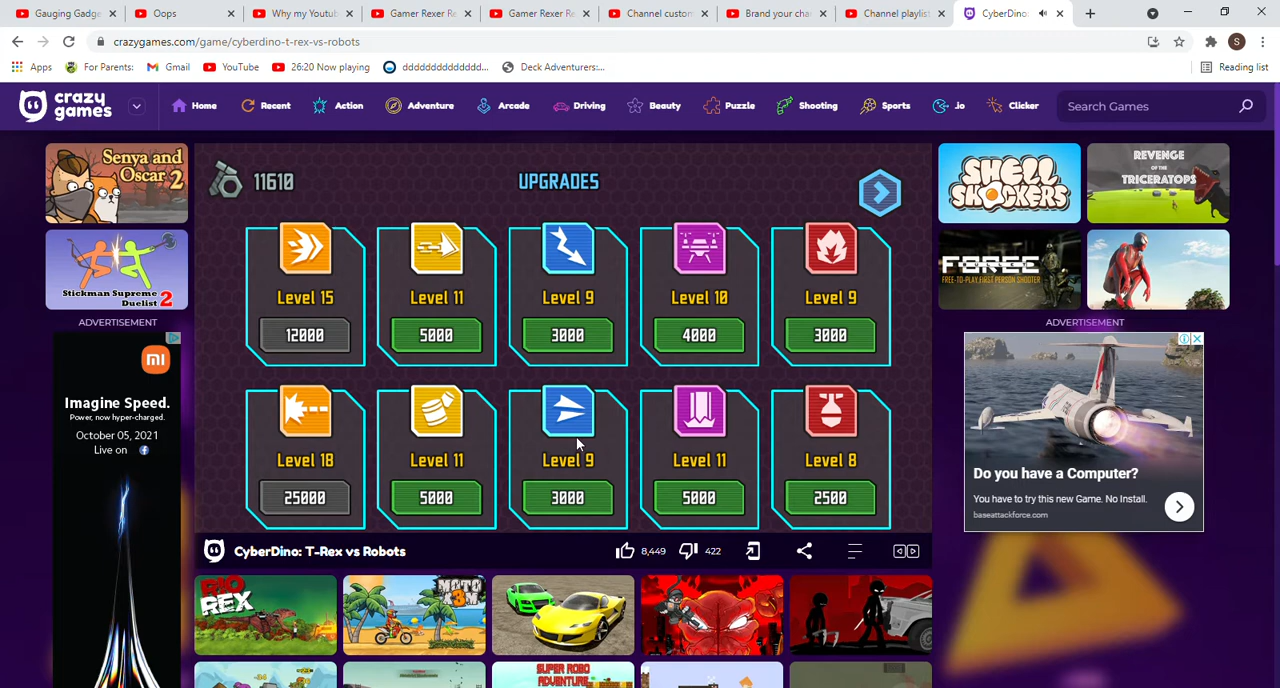 Gauging Gadge
Oops
Why my Youtub
Gamer Rexer Re
Gamer Rexer Re
Channel custon
Brand your cha
Channel playlist
CyberDino:
crazygames.com/game/cyberdino-t-rex-vs-robots
S
Apps
For Parents:
Gmail
YouTube
26:20 Now playing
ddddddddddddddd...
Deck Adventurers:...
Reading list
crazy games
Home
Recent
Action
Adventure
Arcade
Driving
Beauty
Puzzle
Shooting
Sports
.io
Clicker
Search Games
Senya and
Oscar 2
Stickman Supreme
Duelist 2
ADVERTISEMENT
mi
Imagine Speed.
Power, now hyper-charged.
October 05, 2021
Live on
11610
UPGRADES
Level 15
Level 11
Level 9
Level 10
Level 9
12000
5000
3000
4000
3000
Level 18
Level 11
Level 9
Level 11
Level 8
25000
5000
3000
5000
2500
CyberDino: T-Rex vs Robots
8,449
422
RIO
REX
MOTO
X3M
SUPER ROBO
ADVENTURE
SHELL
SHOCKERS
REVENGE
OF THE
TRICERATOPS
FORCE
FREE-TO-PLAY FIRST PERSON SHOOTER
ADVERTISEMENT
Do you have a Computer?
You have to try this new Game. No Install.
baseattackforce.com